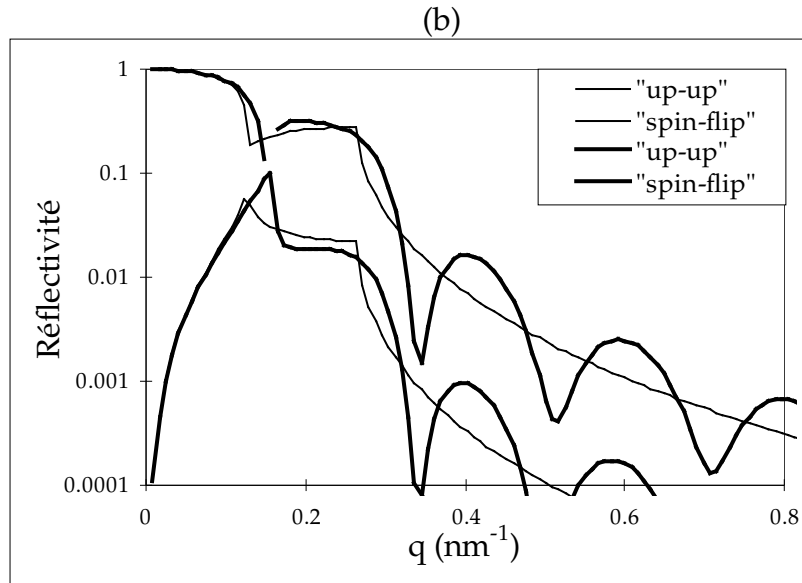 (b)
Réflectivité
1
0.1
0.01
0.001
0.0001
"up-up"
"spin-flip"
"up-up"
"spin-flip"
0 0.2 0.4 0.6 0.8
q (nm⁻¹)